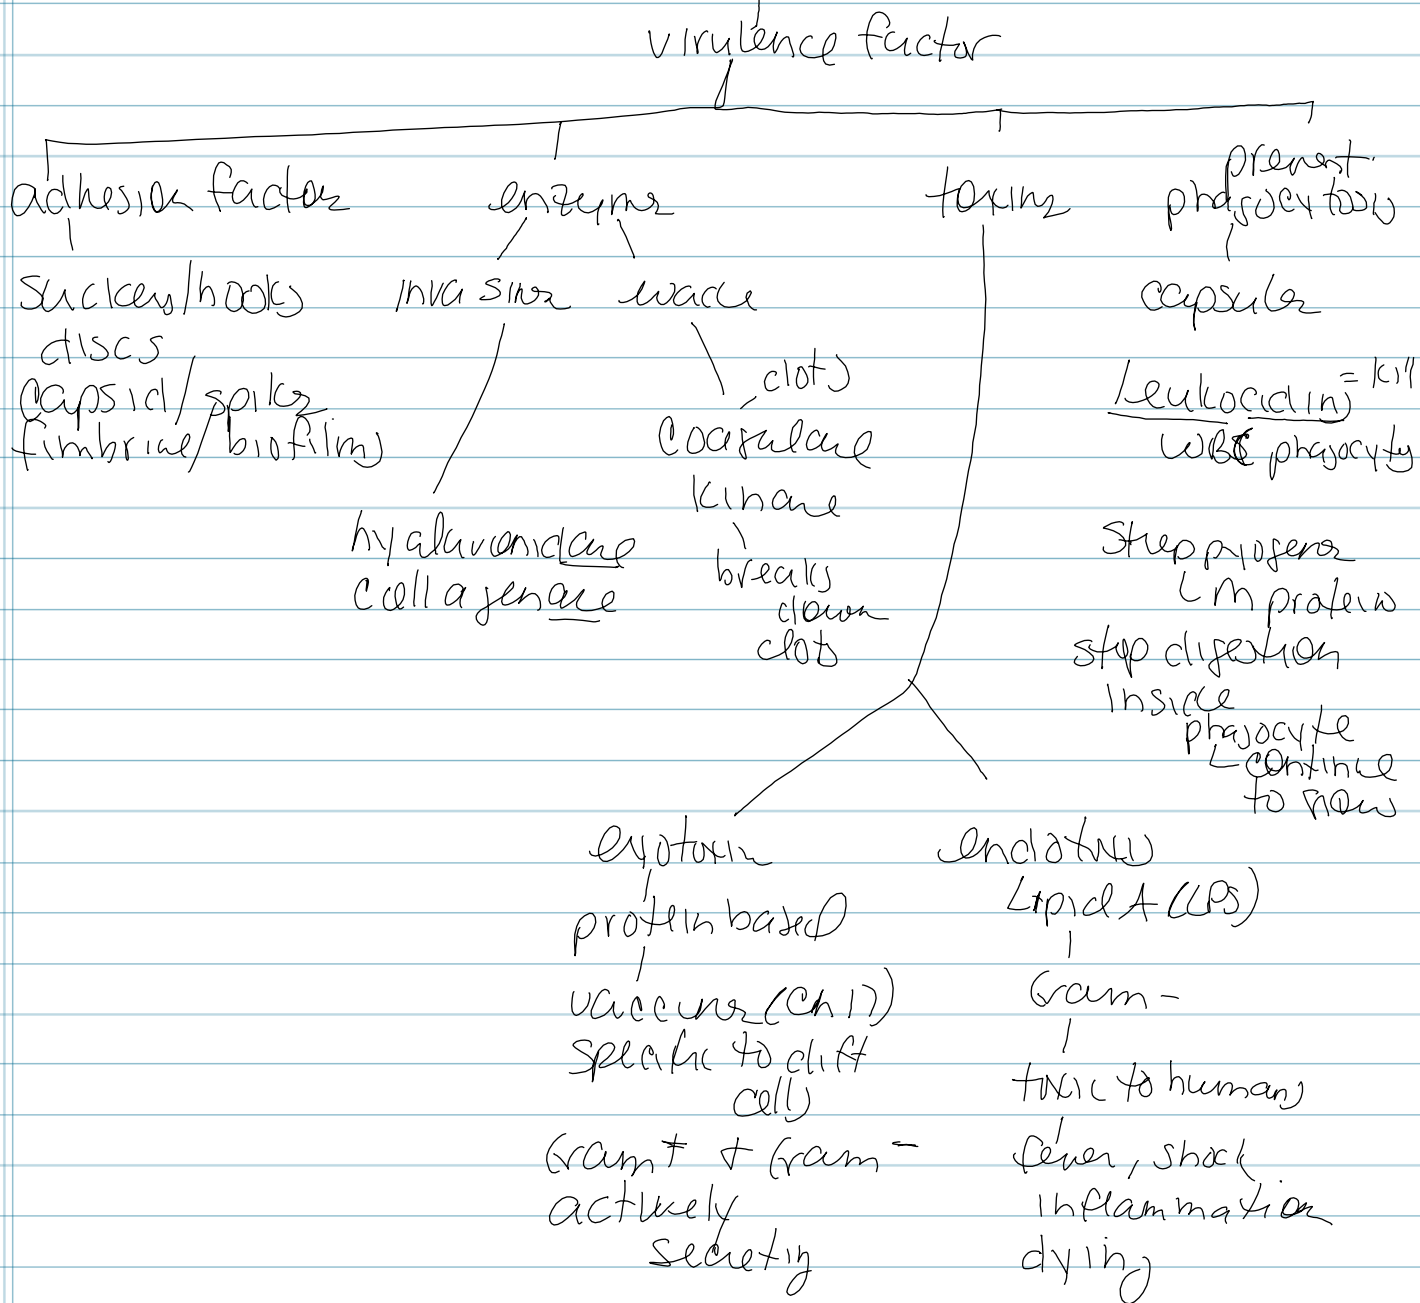 virulence factor
adhesion factor
suckers/hooks
discs
capsid/spikes
fimbriae/biofilms
enzymes
invasins
hyaluronidase
collagenase
evade
clots
coagulase
kinase
breaks
down
clots
toxins
exotoxin
protein based
vaccines (Ch 17)
specific to diff
cells
Gram + + Gram -
actively
secreting
endotoxin
Lipid A (LPS)
Gram -
toxic to humans
fever, shock
inflammation
dying
prevent
phagocytosis
capsules
Leukocidins = kill
WBC phagocytes
Strep pyogenes
M protein
stop digestion
inside
phagocyte
continue
to grow